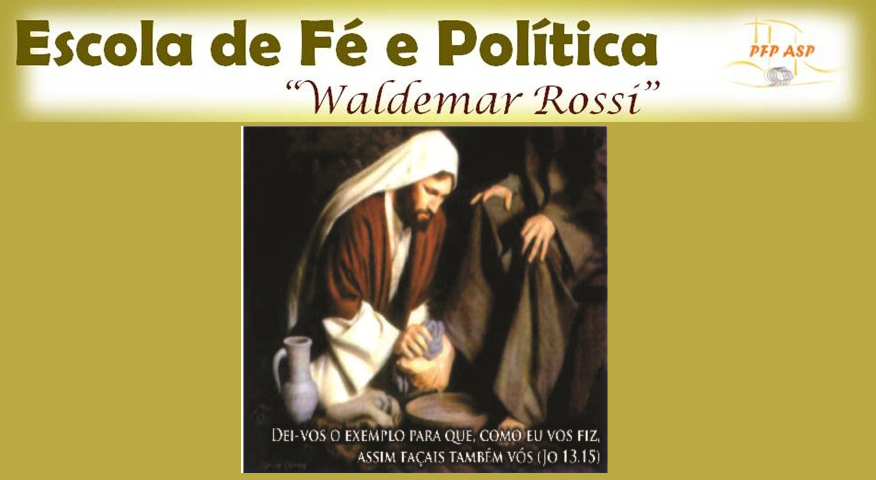 Escola de Fé e Política
"Waldemar Rossi"
PFP ASP
DEI-VOS O EXEMPLO PARA QUE, COMO EU VOS FIZ,
ASSIM FAÇAIS TAMBÉM VÓS (JO 13.15)